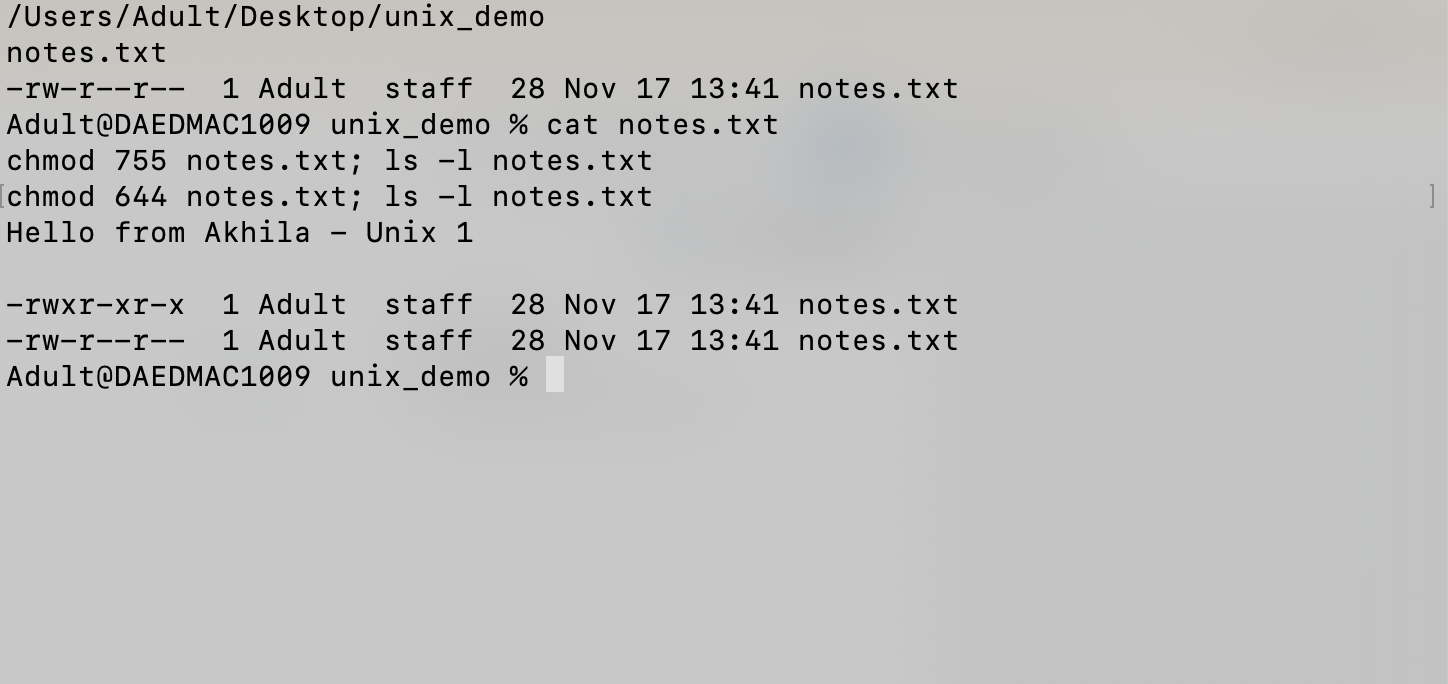 /Users/Adult/Desktop/unix_demo
notes.txt
-rw-r--r--  1 Adult  staff  28 Nov 17 13:41 notes.txt
Adult@DAEDMAC1009 unix_demo % cat notes.txt
chmod 755 notes.txt; ls -l notes.txt
[chmod 644 notes.txt; ls -l notes.txt ]
Hello from Akhila - Unix 1

-rwxr-xr-x  1 Adult  staff  28 Nov 17 13:41 notes.txt
-rw-r--r--  1 Adult  staff  28 Nov 17 13:41 notes.txt
Adult@DAEDMAC1009 unix_demo %